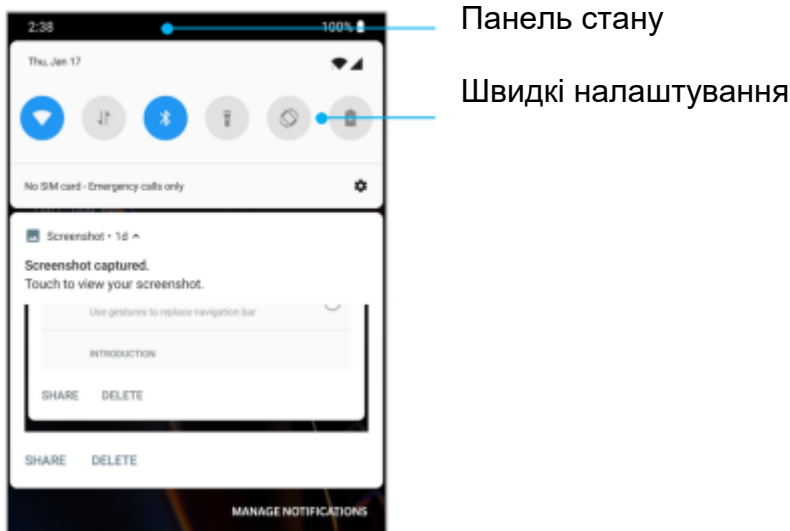 2:38
100%
Панель стану
Thu, Jan 17
Швидкі налаштування
No SIM card - Emergency calls only
Screenshot • 1d
Screenshot captured.
Touch to view your screenshot.
Use gestures to replace navigation bar
INTRODUCTION
SHARE DELETE
SHARE DELETE
MANAGE NOTIFICATIONS